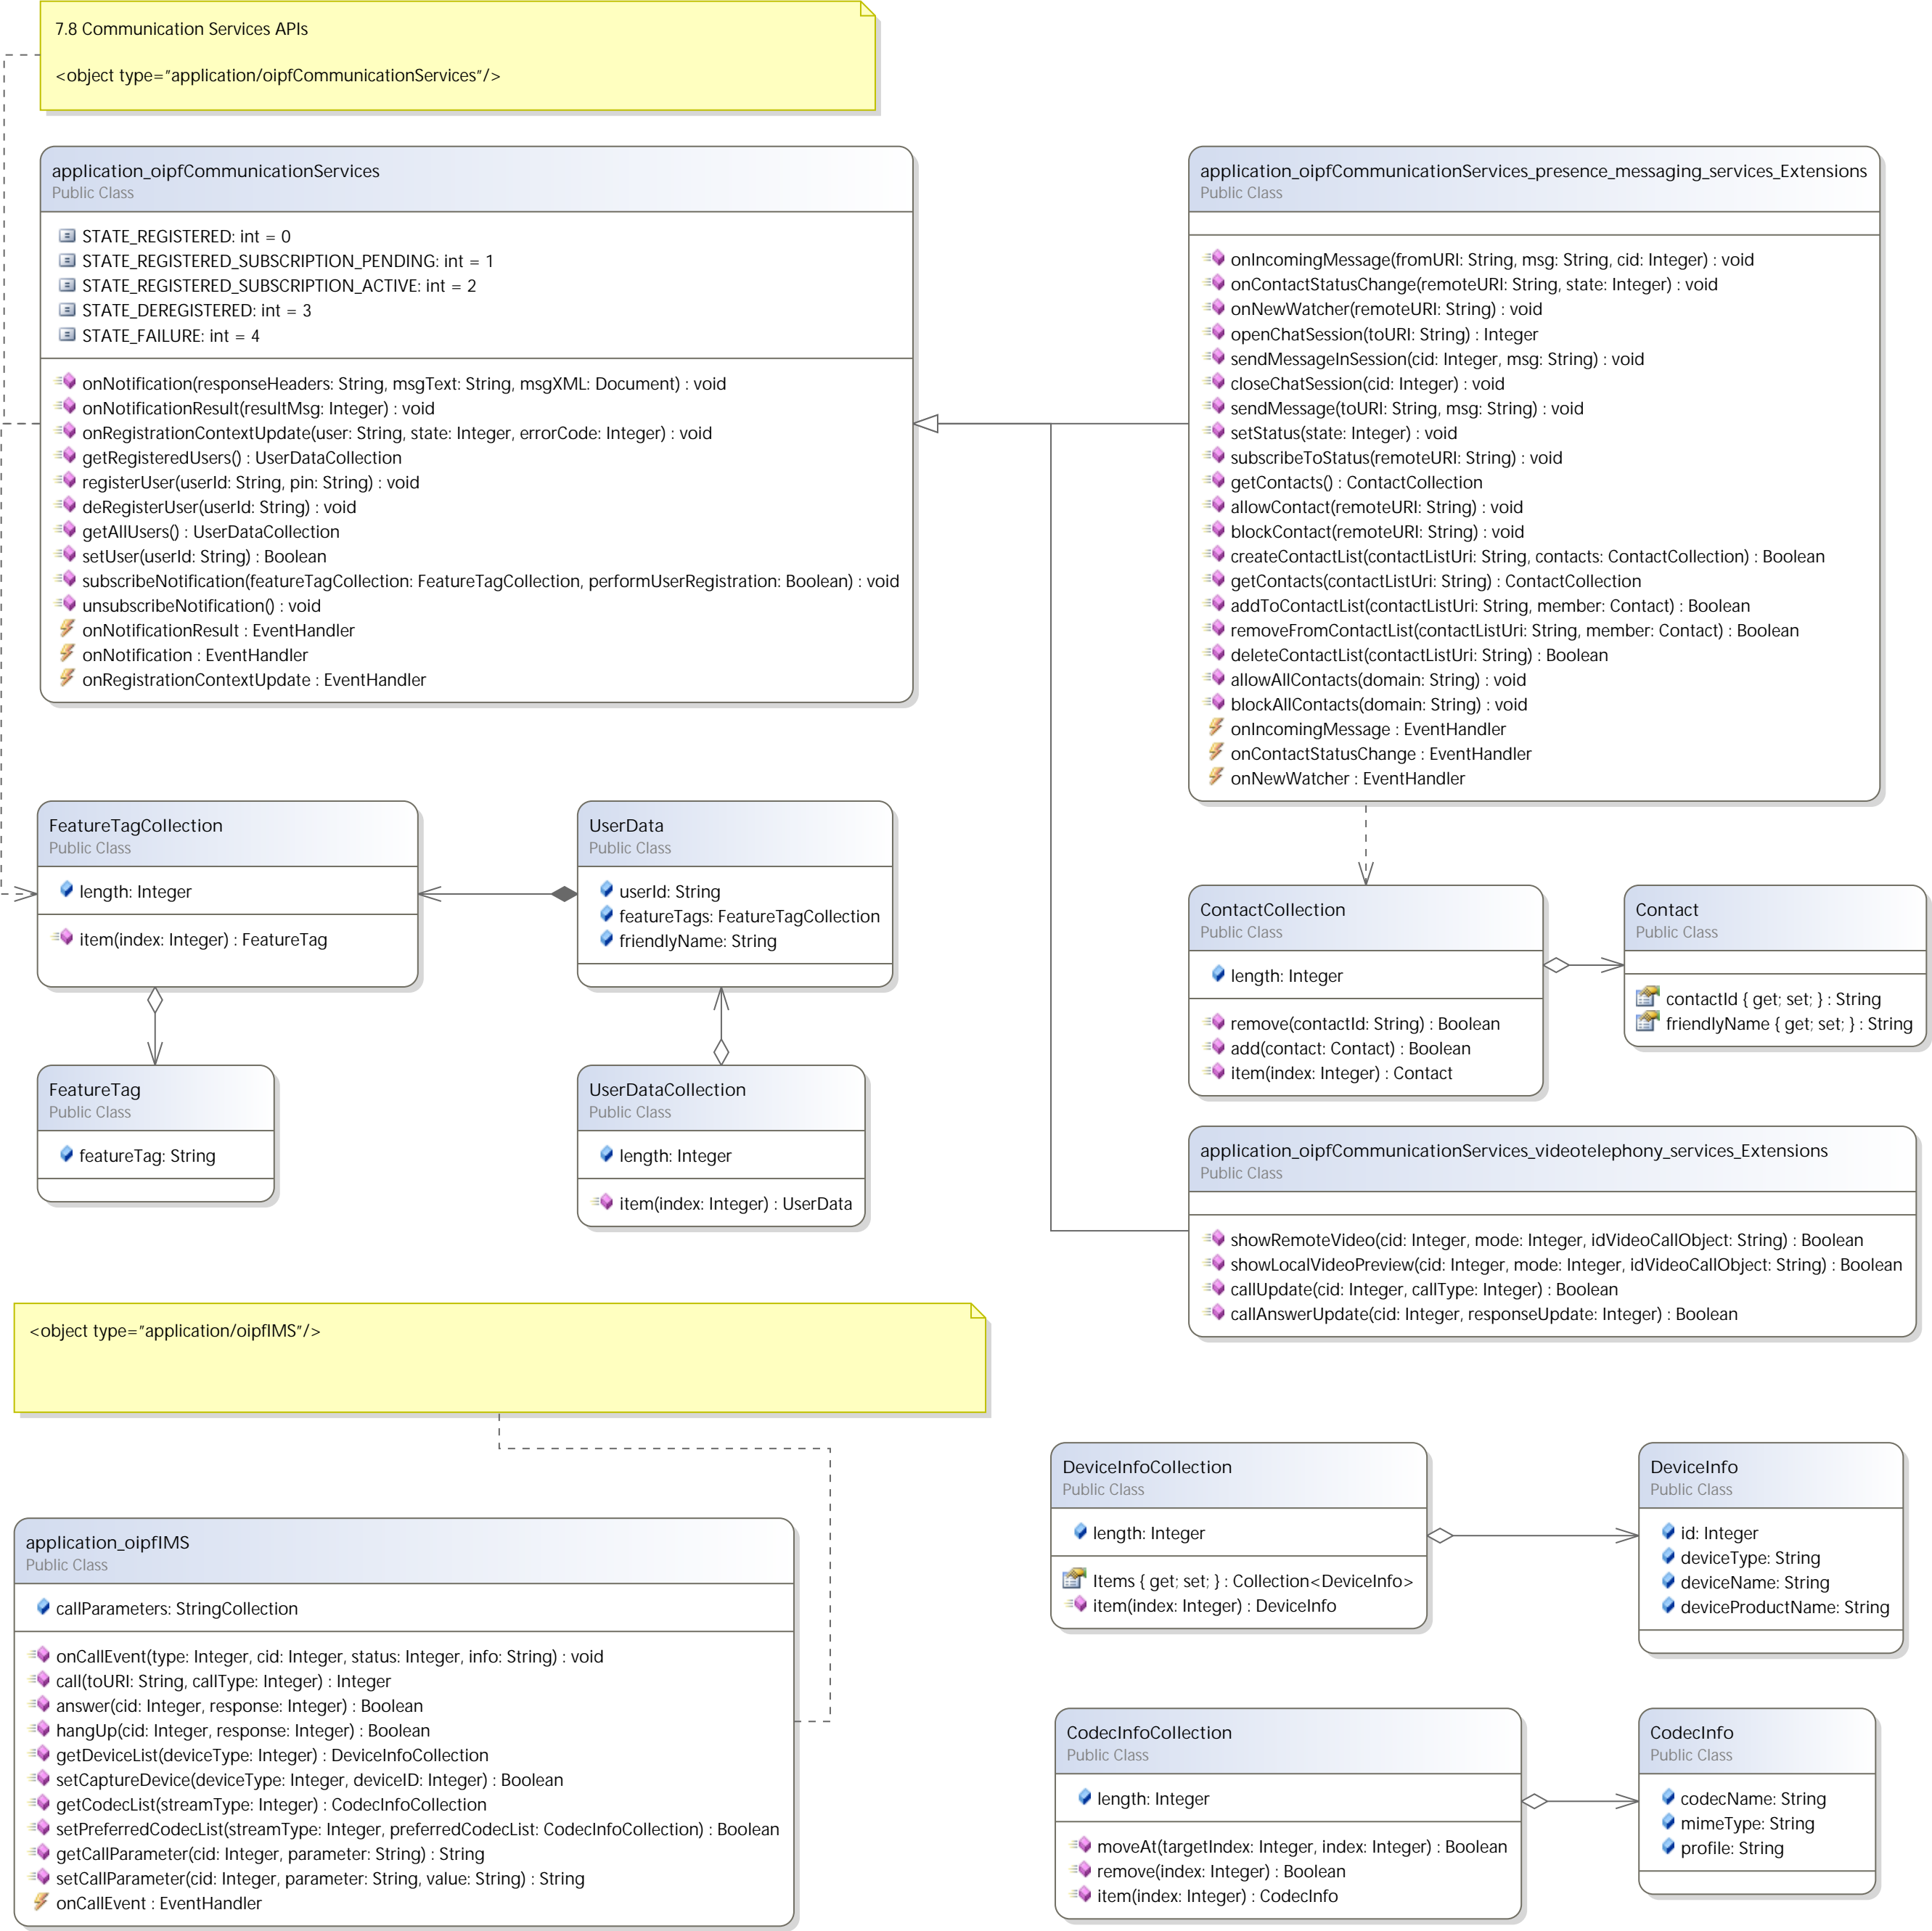 7.8 Communication Services APIs
<object type="application/oipfCommunicationServices"/>
application_oipfCommunicationServices
Public Class
STATE_REGISTERED: int = 0
STATE_REGISTERED_SUBSCRIPTION_PENDING: int = 1
STATE_REGISTERED_SUBSCRIPTION_ACTIVE: int = 2
STATE_DEREGISTERED: int = 3
STATE_FAILURE: int = 4
onNotification(responseHeaders: String, msgText: String, msgXML: Document) : void
onNotificationResult(resultMsg: Integer) : void
onRegistrationContextUpdate(user: String, state: Integer, errorCode: Integer) : void
getRegisteredUsers() : UserDataCollection
registerUser(userId: String, pin: String) : void
deRegisterUser(userId: String) : void
getAllUsers() : UserDataCollection
setUser(userId: String) : Boolean
subscribeNotification(featureTagCollection: FeatureTagCollection, performUserRegistration: Boolean) : void
unsubscribeNotification() : void
onNotificationResult : EventHandler
onNotification : EventHandler
onRegistrationContextUpdate : EventHandler
application_oipfCommunicationServices_presence_messaging_services_Extensions
Public Class
onIncomingMessage(fromURI: String, msg: String, cid: Integer) : void
onContactStatusChange(remoteURI: String, state: Integer) : void
onNewWatcher(remoteURI: String) : void
openChatSession(toURI: String) : Integer
sendMessageInSession(cid: Integer, msg: String) : void
closeChatSession(cid: Integer) : void
sendMessage(toURI: String, msg: String) : void
setStatus(state: Integer) : void
subscribeToStatus(remoteURI: String) : void
getContacts() : ContactCollection
allowContact(remoteURI: String) : void
blockContact(remoteURI: String) : void
createContactList(contactListUri: String, contacts: ContactCollection) : Boolean
getContacts(contactListUri: String) : ContactCollection
addToContactList(contactListUri: String, member: Contact) : Boolean
removeFromContactList(contactListUri: String, member: Contact) : Boolean
deleteContactList(contactListUri: String) : Boolean
allowAllContacts(domain: String) : void
blockAllContacts(domain: String) : void
onIncomingMessage : EventHandler
onContactStatusChange : EventHandler
onNewWatcher : EventHandler
FeatureTagCollection
Public Class
length: Integer
item(index: Integer) : FeatureTag
UserData
Public Class
userId: String
featureTags: FeatureTagCollection
friendlyName: String
ContactCollection
Public Class
length: Integer
remove(contactId: String) : Boolean
add(contact: Contact) : Boolean
item(index: Integer) : Contact
Contact
Public Class
contactId { get; set; } : String
friendlyName { get; set; } : String
FeatureTag
Public Class
featureTag: String
UserDataCollection
Public Class
length: Integer
item(index: Integer) : UserData
application_oipfCommunicationServices_videotelephony_services_Extensions
Public Class
showRemoteVideo(cid: Integer, mode: Integer, idVideoCallObject: String) : Boolean
showLocalVideoPreview(cid: Integer, mode: Integer, idVideoCallObject: String) : Boolean
callUpdate(cid: Integer, callType: Integer) : Boolean
callAnswerUpdate(cid: Integer, responseUpdate: Integer) : Boolean
<object type="application/oipfIMS"/>
application_oipfIMS
Public Class
callParameters: StringCollection
onCallEvent(type: Integer, cid: Integer, status: Integer, info: String) : void
call(toURI: String, callType: Integer) : Integer
answer(cid: Integer, response: Integer) : Boolean
hangUp(cid: Integer, response: Integer) : Boolean
getDeviceList(deviceType: Integer) : DeviceInfoCollection
setCaptureDevice(deviceType: Integer, deviceID: Integer) : Boolean
getCodecList(streamType: Integer) : CodecInfoCollection
setPreferredCodecList(streamType: Integer, preferredCodecList: CodecInfoCollection) : Boolean
getCallParameter(cid: Integer, parameter: String) : String
setCallParameter(cid: Integer, parameter: String, value: String) : String
onCallEvent : EventHandler
DeviceInfoCollection
Public Class
length: Integer
Items { get; set; } : Collection<DeviceInfo>
item(index: Integer) : DeviceInfo
DeviceInfo
Public Class
id: Integer
deviceType: String
deviceName: String
deviceProductName: String
CodecInfoCollection
Public Class
length: Integer
moveAt(targetIndex: Integer, index: Integer) : Boolean
remove(index: Integer) : Boolean
item(index: Integer) : CodecInfo
CodecInfo
Public Class
codecName: String
mimeType: String
profile: String